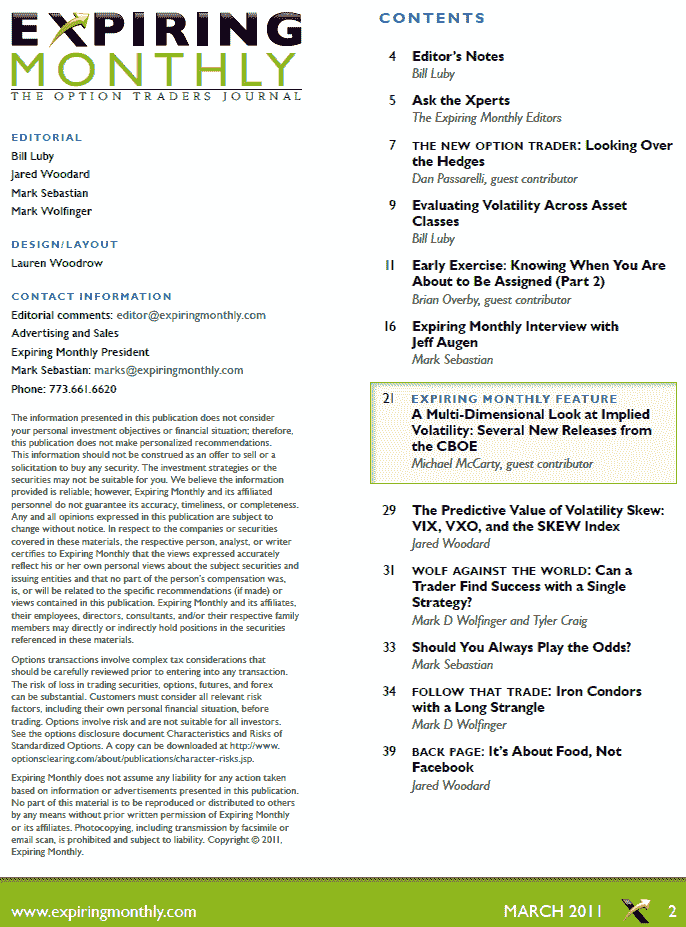 EXPIRING
MONTHLY
THE OPTION TRADERS JOURNAL
EDITORIAL
Bill Luby
Jared Woodard
Mark Sebastian
Mark Wolfinger
DESIGN/LAYOUT
Lauren Woodrow
CONTACT INFORMATION
Editorial comments: editor@expiringmonthly.com
Advertising and Sales
Expiring Monthly President
Mark Sebastian: marks@expiringmonthly.com
Phone: 773.661.6620
The information presented in this publication does not consider
your personal investment objectives or financial situation; therefore,
this publication does not make personalized recommendations.
This information should not be construed as an offer to sell or a
solicitation to buy any security. The investment strategies or the
securities may not be suitable for you. We believe the information
provided is reliable; however, Expiring Monthly and its affiliated
personnel do not guarantee its accuracy, timeliness, or completeness.
Any and all opinions expressed in this publication are subject to
change without notice. In respect to the companies or securities
covered in these materials, the respective person, analyst, or writer
certifies to Expiring Monthly that the views expressed accurately
reflect his or her own personal views about the subject securities and
issuing entities and that no part of the person's compensation was,
is, or will be related to the specific recommendations (if made) or
views contained in this publication. Expiring Monthly and its affiliates,
their employees, directors, consultants, and/or their respective family
members may directly or indirectly hold positions in the securities
referenced in these materials.
Options transactions involve complex tax considerations that
should be carefully reviewed prior to entering into any transaction.
The risk of loss in trading securities, options, futures, and forex
can be substantial. Customers must consider all relevant risk
factors, including their own personal financial situation, before
trading. Options involve risk and are not suitable for all investors.
See the options disclosure document Characteristics and Risks of
Standardized Options. A copy can be downloaded at http://www.
optionsclearing.com/about/publications/character-risks.jsp.
Expiring Monthly does not assume any liability for any action taken
based on information or advertisements presented in this publication.
No part of this material is to be reproduced or distributed to others
by any means without prior written permission of Expiring Monthly
or its affiliates. Photocopying, including transmission by facsimile or
email scan, is prohibited and subject to liability. Copyright © 2011,
Expiring Monthly.
CONTENTS
4 Editor's Notes
Bill Luby
5 Ask the Xperts
The Expiring Monthly Editors
7 THE NEW OPTION TRADER: Looking Over
the Hedges
Dan Passarelli, guest contributor
9 Evaluating Volatility Across Asset
Classes
Bill Luby
11 Early Exercise: Knowing When You Are
About to Be Assigned (Part 2)
Brian Overby, guest contributor
16 Expiring Monthly Interview with
Jeff Augen
Mark Sebastian
21 EXPIRING MONTHLY FEATURE
A Multi-Dimensional Look at Implied
Volatility: Several New Releases from
the CBOE
Michael McCarty, guest contributor
29 The Predictive Value of Volatility Skew:
VIX, VXO, and the SKEW Index
Jared Woodard
31 WOLF AGAINST THE WORLD: Can a
Trader Find Success with a Single
Strategy?
Mark D Wolfinger and Tyler Craig
33 Should You Always Play the Odds?
Mark Sebastian
34 FOLLOW THAT TRADE: Iron Condors
with a Long Strangle
Mark D Wolfinger
39 BACK PAGE: It's About Food, Not
Facebook
Jared Woodard
www.expiringmonthly.com
MARCH 2011 X 2